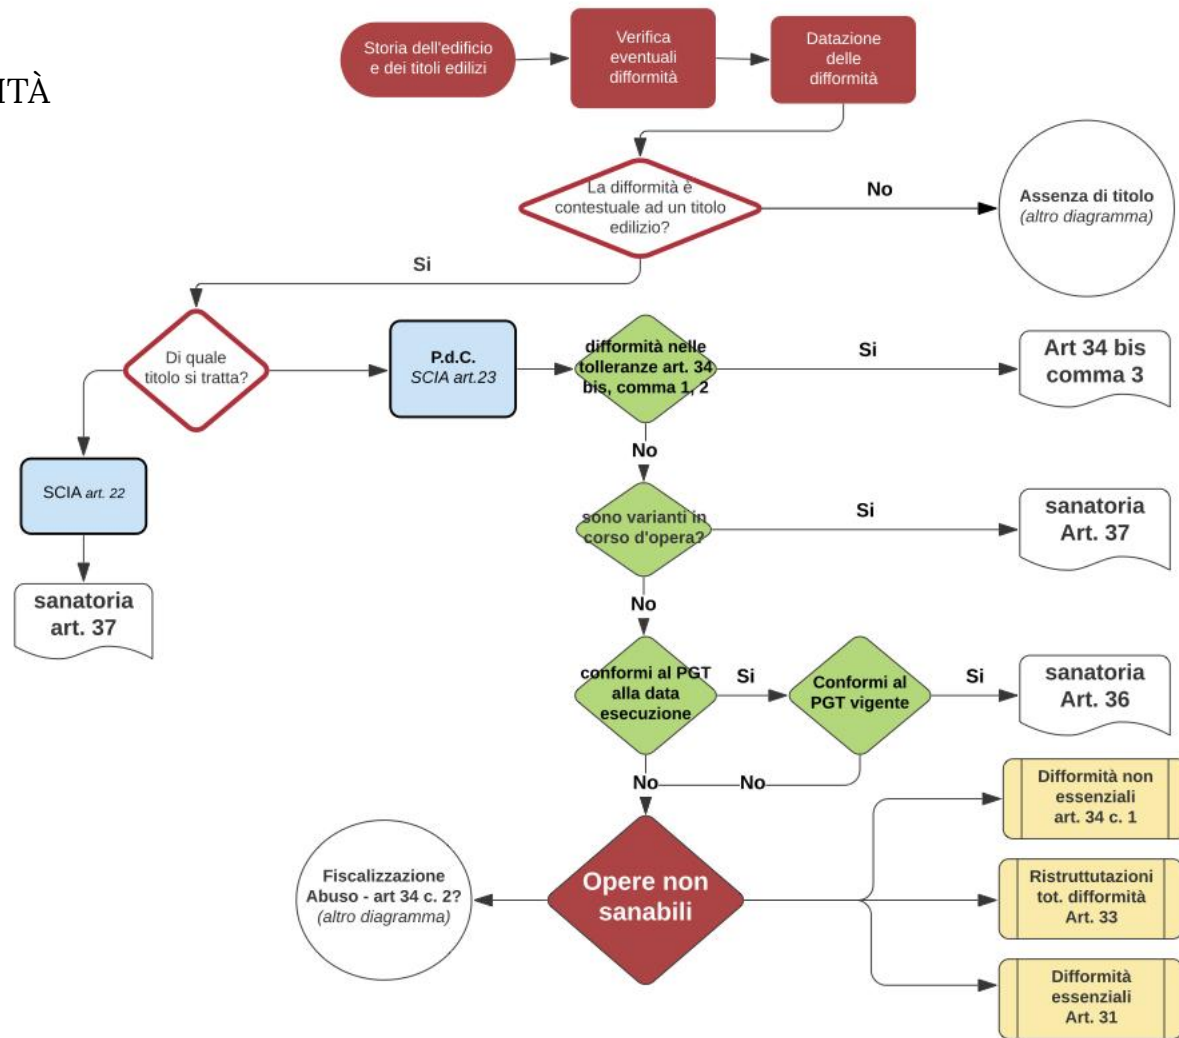 ITÀ
Storia dell'edificio
e dei titoli edilizi
Verifica
eventuali
difformità
Datazione
delle
difformità
La difformità è
contestuale ad un titolo
edilizio?
No
Assenza di titolo
(altro diagramma)
Si
Di quale
titolo si tratta?
P.d.C.
SCIA art.23
difformità nelle
tolleranze art. 34
bis, comma 1, 2
Si
Art 34 bis
comma 3
No
SCIA art. 22
sono varianti in
corso d'opera?
Si
sanatoria
Art. 37
sanatoria
art. 37
No
conformi al PGT
alla data
esecuzione
Si
Conformi al
PGT vigente
Si
sanatoria
Art. 36
No
No
Difformità non
essenziali
art. 34 c. 1
Fiscalizzazione
Abuso - art 34 c. 2?
(altro diagramma)
Opere non
sanabili
Ristruttutazioni
tot. difformità
Art. 33
Difformità
essenziali
Art. 31